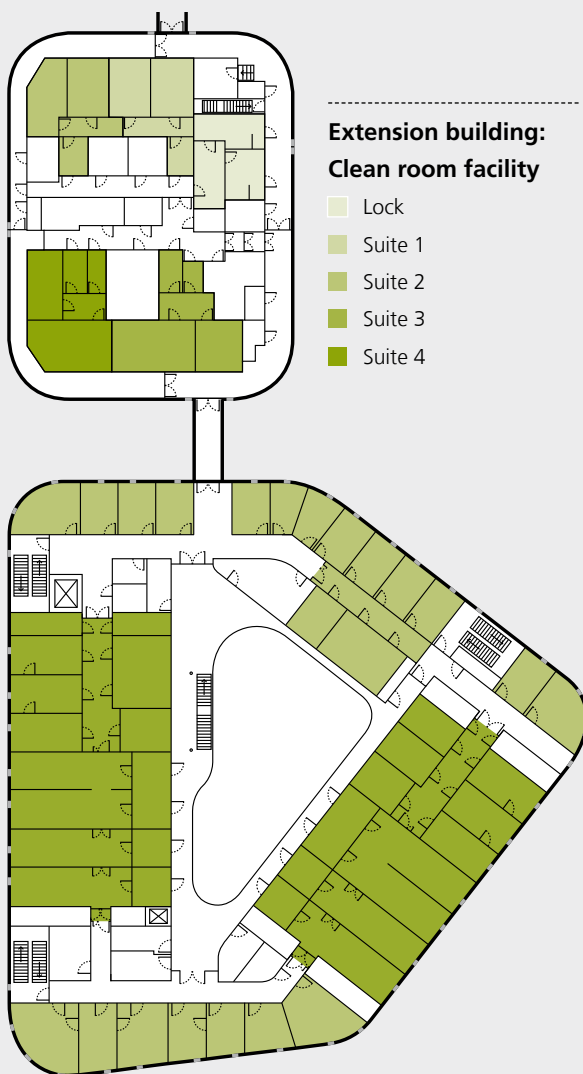 Extension building:
Clean room facility
Lock
Suite 1
Suite 2
Suite 3
Suite 4